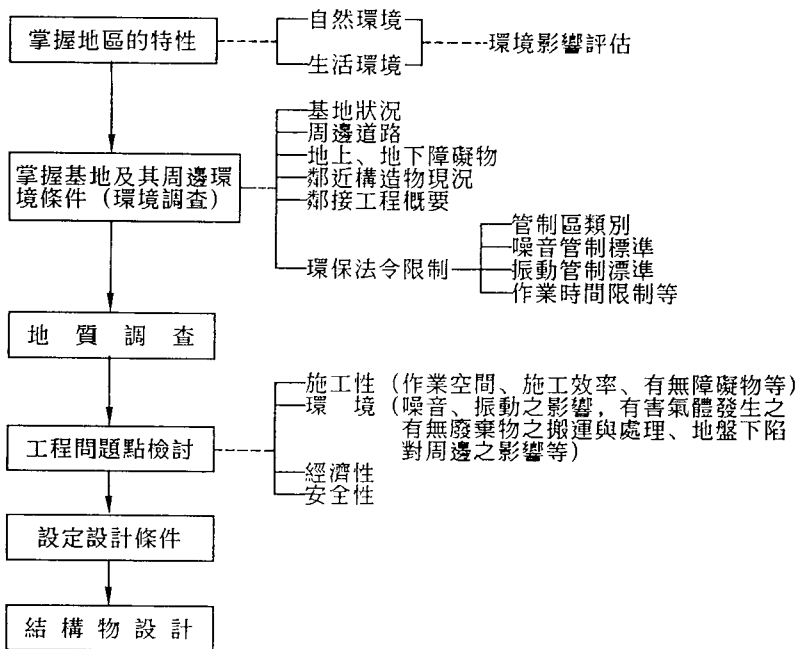 掌握地區的特性
自然環境
生活環境
環境影響評估
掌握基地及其周邊環
境條件（環境調查）
基地狀況
周邊道路
地上、地下障礙物
鄰近構造物現況
鄰接工程概要
環保法令限制
管制區類別
噪音管制標準
振動管制漂準
作業時間限制等
地質調查
工程問題點檢討
施工性（作業空間、施工效率、有無障礙物等）
環境（噪音、振動之影響，有害氣體發生之
有無廢棄物之搬運與處理、地盤下陷
對周邊之影響等）
經濟性
安全性
設定設計條件
結構物設計